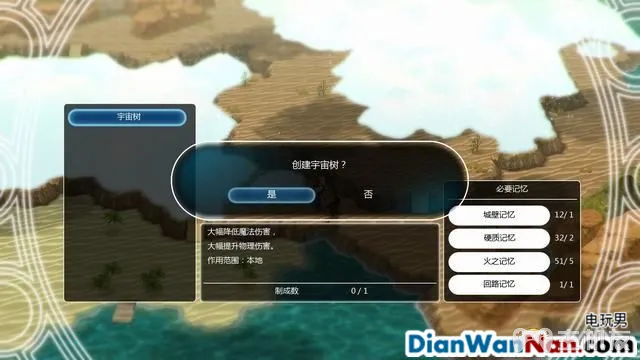 宇宙树
创建宇宙树？
是
否
大幅降低魔法伤害，
大幅提升物理伤害。
作用范围：本地
制成数 0/1
必要记忆
城壁记忆 12/1
硬质记忆 32/2
火之记忆 51/5
回路记忆 1/1
电玩男
DianWanNan.com